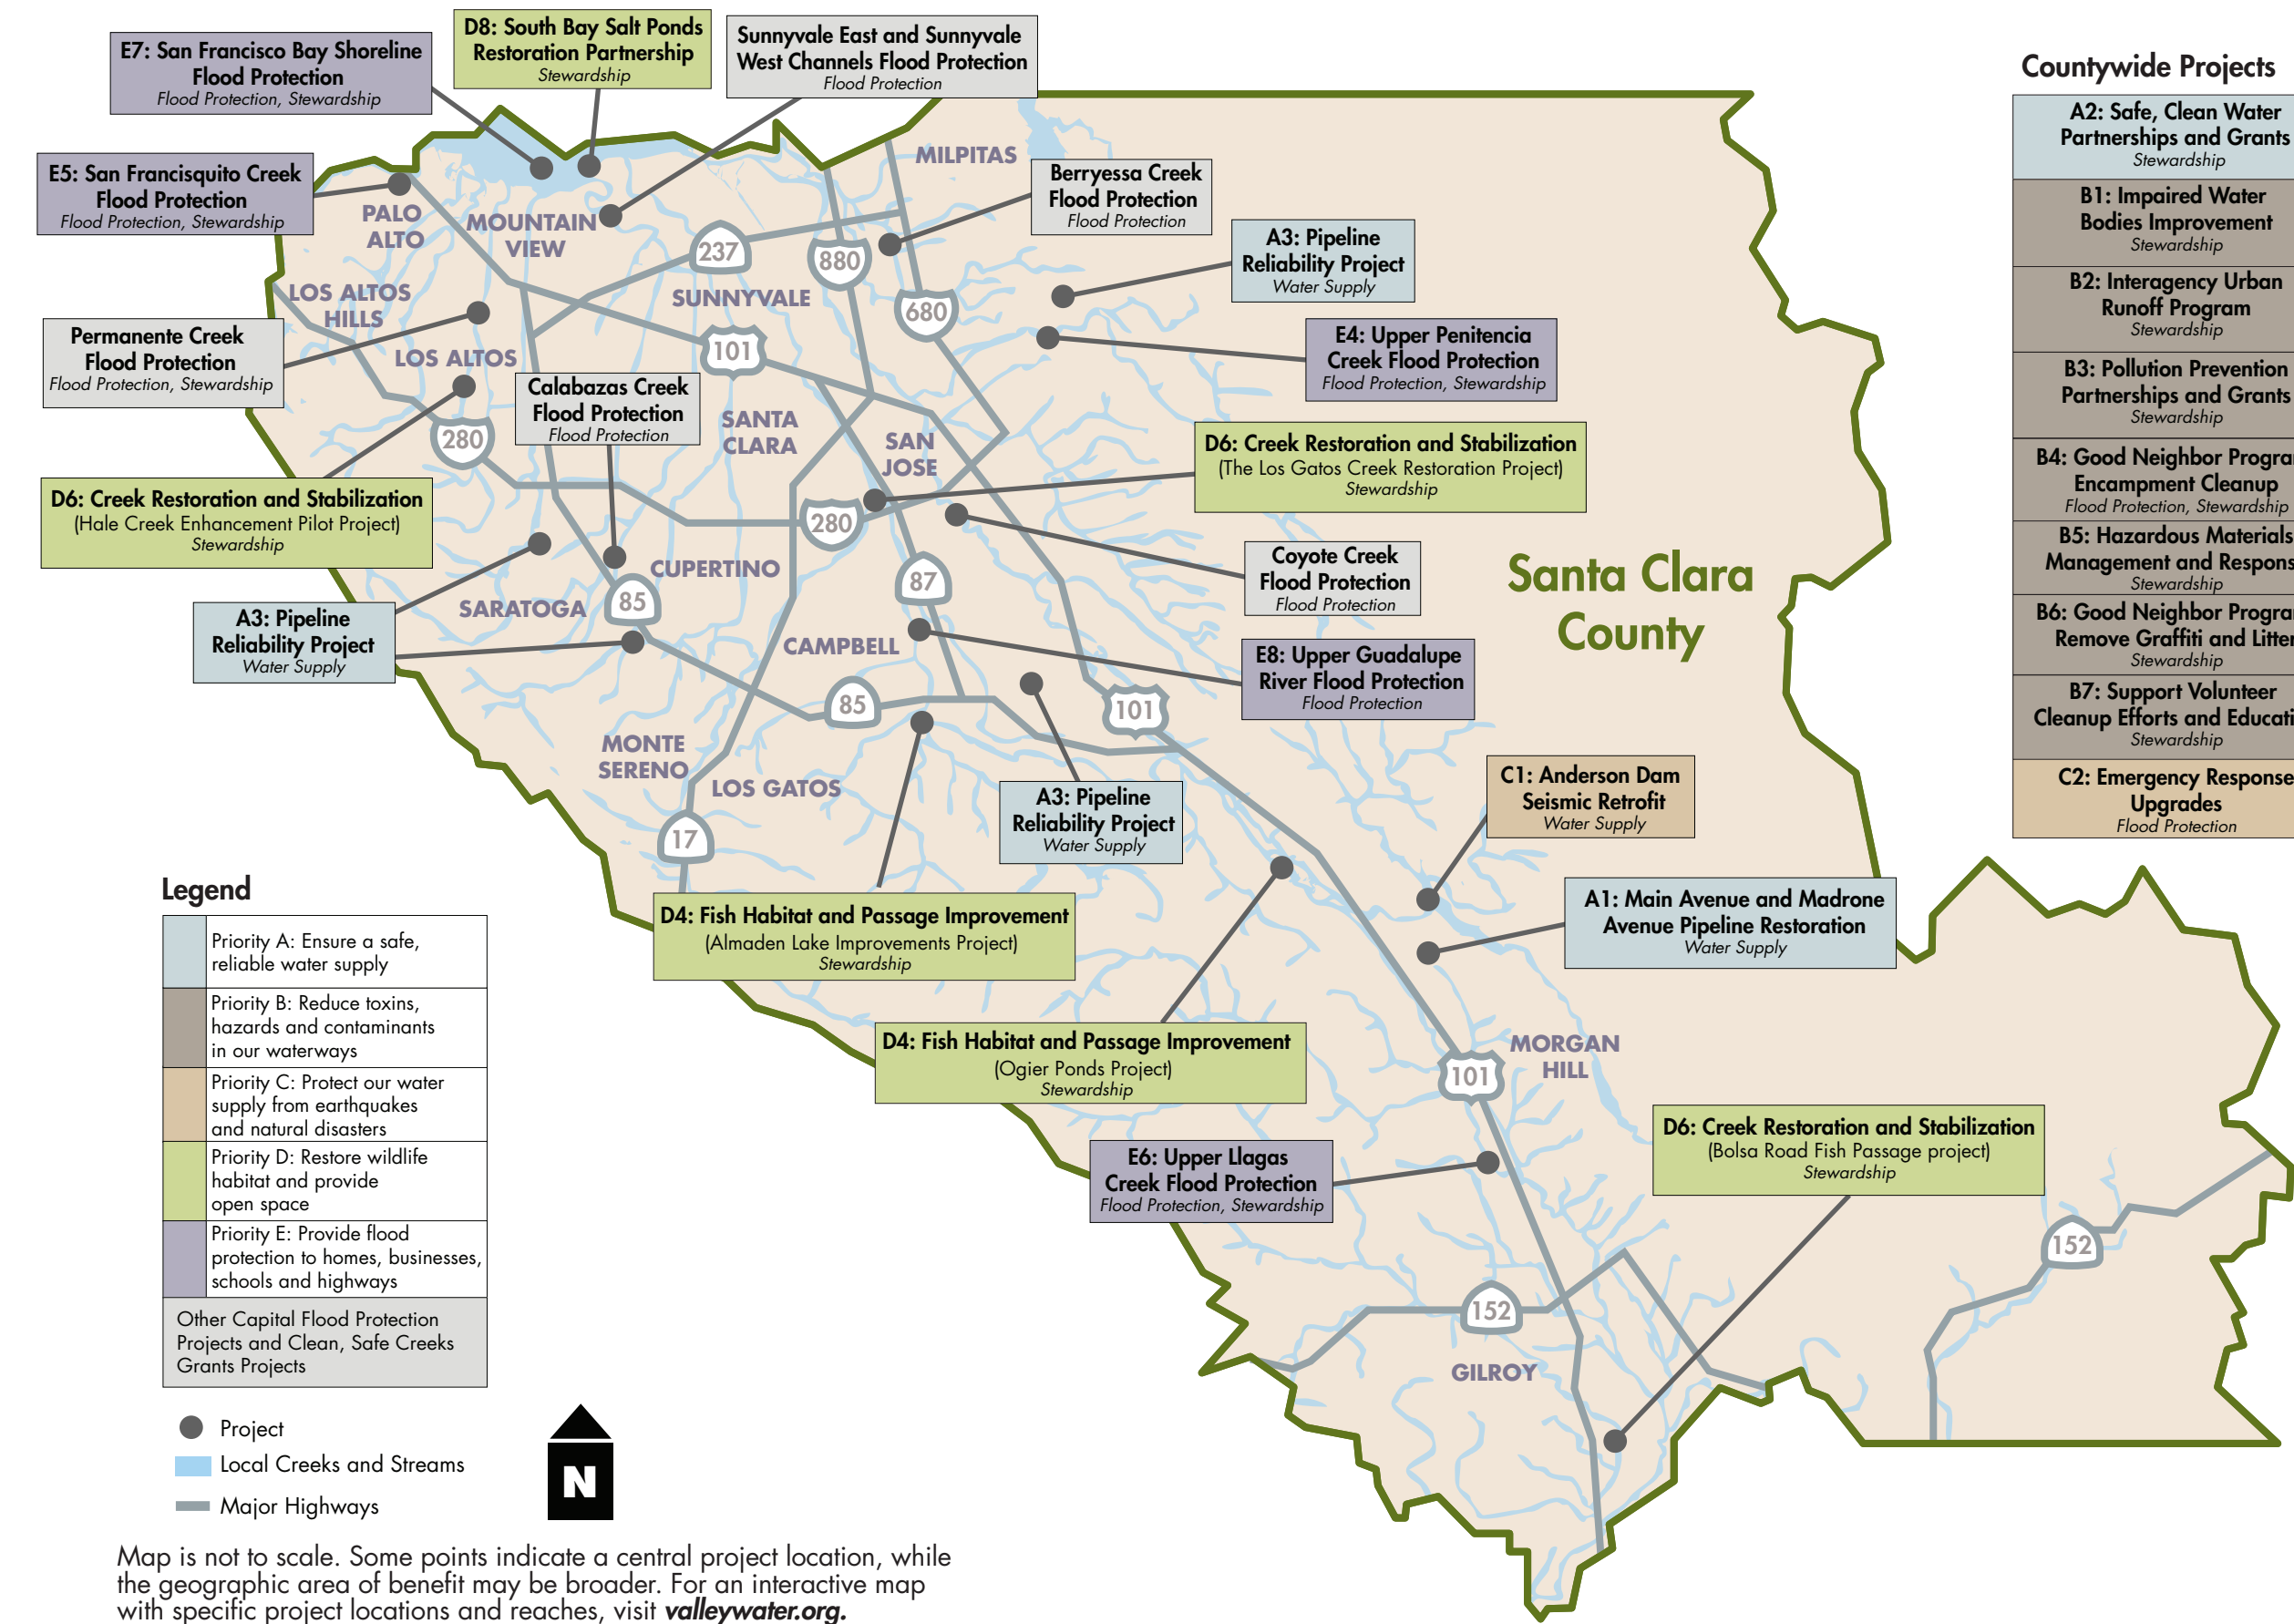 E7: San Francisco Bay Shoreline
Flood Protection
Flood Protection, Stewardship
D8: South Bay Salt Ponds
Restoration Partnership
Stewardship
Sunnyvale East and Sunnyvale
West Channels Flood Protection
Flood Protection
E5: San Francisquito Creek
Flood Protection
Flood Protection, Stewardship
MILPITAS
Berryessa Creek
Flood Protection
Flood Protection
PALO
ALTO
MOUNTAIN
VIEW
237
880
A3: Pipeline
Reliability Project
Water Supply
LOS ALTOS
HILLS
SUNNYVALE
680
Permanente Creek
Flood Protection
Flood Protection, Stewardship
LOS ALTOS
101
E4: Upper Penitencia
Creek Flood Protection
Flood Protection, Stewardship
Calabazas Creek
Flood Protection
Flood Protection
280
SANTA
CLARA
SAN
JOSE
D6: Creek Restoration and Stabilization
(The Los Gatos Creek Restoration Project)
Stewardship
D6: Creek Restoration and Stabilization
(Hale Creek Enhancement Pilot Project)
Stewardship
280
Coyote Creek
Flood Protection
Flood Protection
Santa Clara
County
CUPERTINO
87
SARATOGA
85
A3: Pipeline
Reliability Project
Water Supply
CAMPBELL
E8: Upper Guadalupe
River Flood Protection
Flood Protection
85
101
MONTE
SERENO
LOS GATOS
A3: Pipeline
Reliability Project
Water Supply
17
C1: Anderson Dam
Seismic Retrofit
Water Supply
A1: Main Avenue and Madrone
Avenue Pipeline Restoration
Water Supply
D4: Fish Habitat and Passage Improvement
(Almaden Lake Improvements Project)
Stewardship
D4: Fish Habitat and Passage Improvement
(Ogier Ponds Project)
Stewardship
MORGAN
HILL
101
E6: Upper Llagas
Creek Flood Protection
Flood Protection, Stewardship
D6: Creek Restoration and Stabilization
(Bolsa Road Fish Passage project)
Stewardship
152
152
GILROY
Countywide Projects
A2: Safe, Clean Water
Partnerships and Grants
Stewardship
B1: Impaired Water
Bodies Improvement
Stewardship
B2: Interagency Urban
Runoff Program
Stewardship
B3: Pollution Prevention
Partnerships and Grants
Stewardship
B4: Good Neighbor Progra
Encampment Cleanup
Flood Protection, Stewardship
B5: Hazardous Materials
Management and Respons
Stewardship
B6: Good Neighbor Progra
Remove Graffiti and Litter
Stewardship
B7: Support Volunteer
Cleanup Efforts and Educati
Stewardship
C2: Emergency Response
Upgrades
Flood Protection
Legend
Priority A: Ensure a safe,
reliable water supply
Priority B: Reduce toxins,
hazards and contaminants
in our waterways
Priority C: Protect our water
supply from earthquakes
and natural disasters
Priority D: Restore wildlife
habitat and provide
open space
Priority E: Provide flood
protection to homes, businesses,
schools and highways
Other Capital Flood Protection
Projects and Clean, Safe Creeks
Grants Projects
Project
Local Creeks and Streams
Major Highways
N
Map is not to scale. Some points indicate a central project location, while
the geographic area of benefit may be broader. For an interactive map
with specific project locations and reaches, visit valleywater.org.